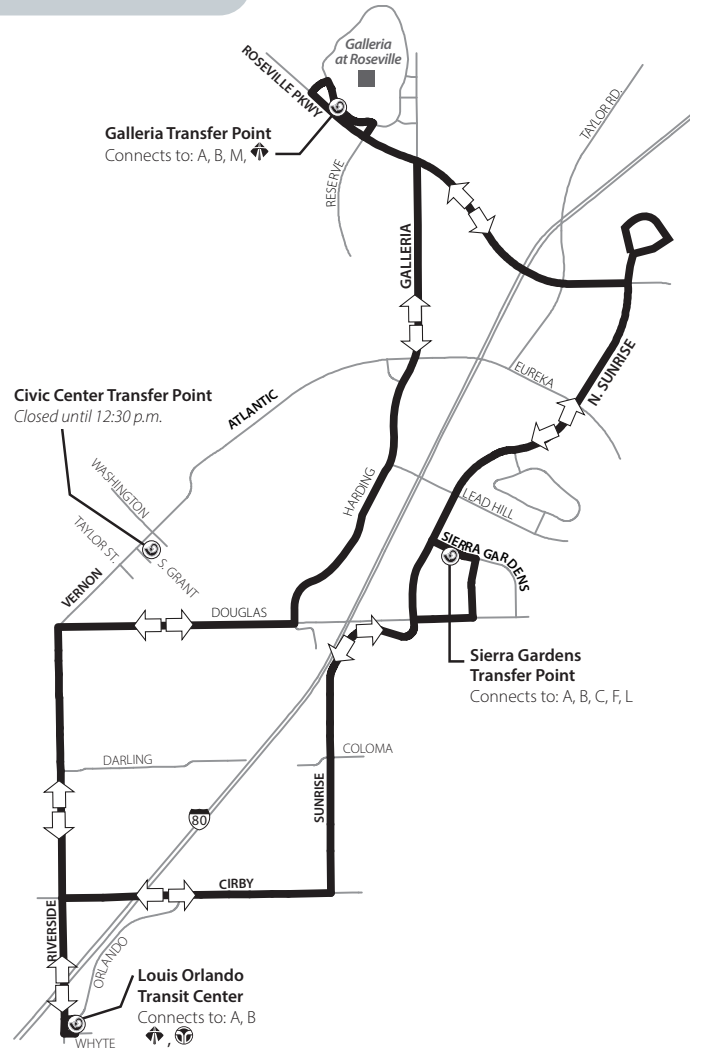 Galleria
at Roseville
ROSEVILLE PKWY
TAYLOR RD.
Galleria Transfer Point
Connects to: A, B, M,
RESERVE
GALLERIA
EUREKA
N. SUNRISE
Civic Center Transfer Point
Closed until 12:30 p.m.
ATLANTIC
WASHINGTON
HARDING
LEAD HILL
TAYLOR ST.
S. GRANT
SIERRA GARDENS
VERNON
DOUGLAS
Sierra Gardens
Transfer Point
Connects to: A, B, C, F, L
DARLING
COLOMA
SUNRISE
80
CIRBY
RIVERSIDE
ORLANDO
Louis Orlando
Transit Center
Connects to: A, B
,
WHYTE